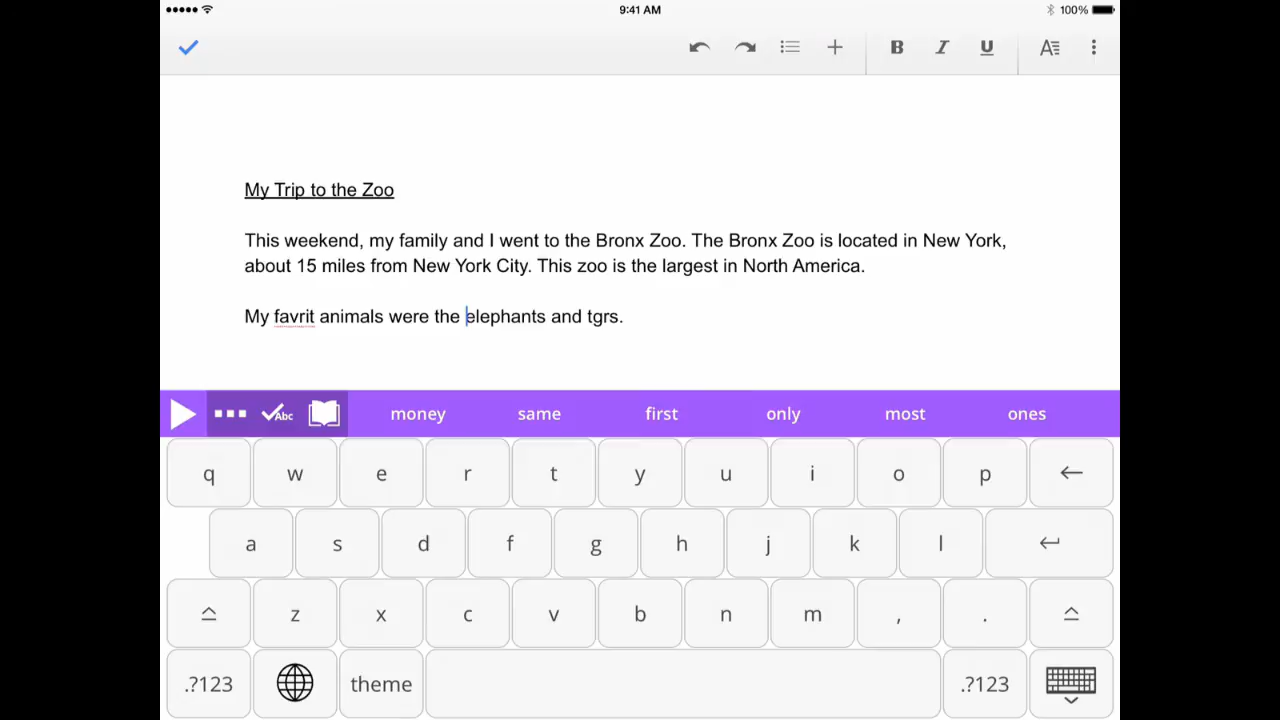 9:41 AM
100%
B I U A
My Trip to the Zoo
This weekend, my family and I went to the Bronx Zoo. The Bronx Zoo is located in New York,
about 15 miles from New York City. This zoo is the largest in North America.
My favrit animals were the elephants and tgrs.
Abc money same first only most ones
q w e r t y u i o p
a s d f g h j k l
z x c v b n m , .
.?123 theme .?123